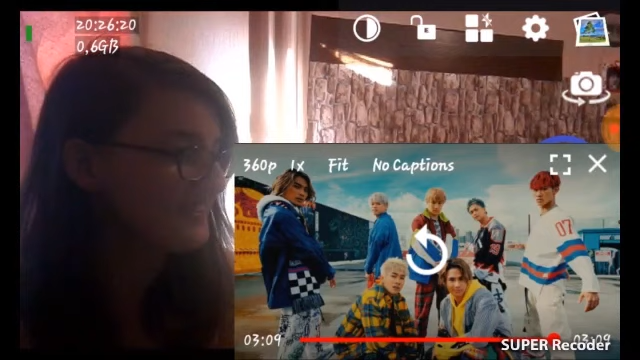 20:26:20
0,6GB
360p 1x Fit No Captions
07
03:09 03:09
SUPER Recoder